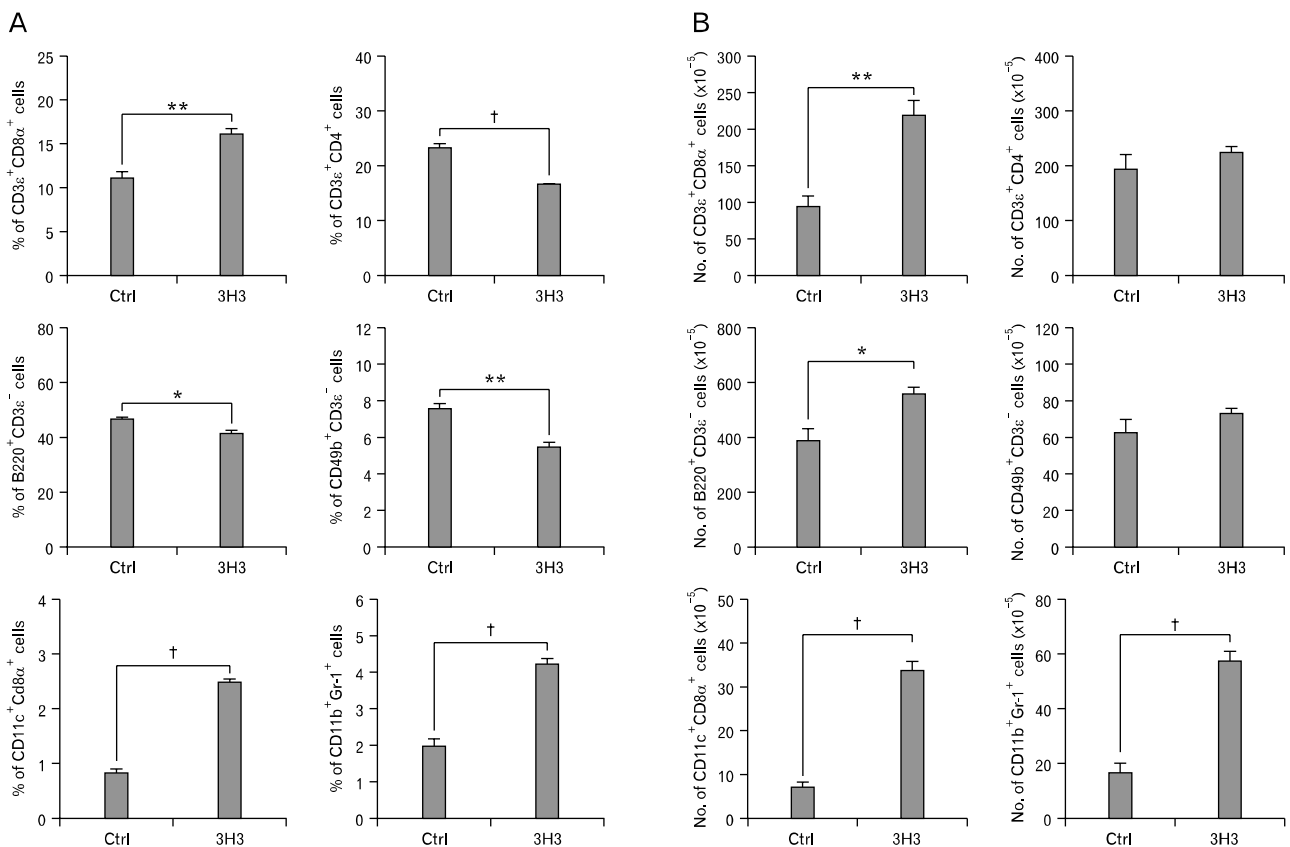 A
25
20
15
10
5
0
% of CD3ε⁺CD8α⁺ cells
**
Ctrl
3H3
40
30
20
10
0
% of CD3ε⁺CD4⁺ cells
†
Ctrl
3H3
80
60
40
20
0
% of B220⁺CD3ε⁻ cells
*
Ctrl
3H3
12
10
8
6
4
2
0
% of CD49b⁺CD3ε⁻ cells
**
Ctrl
3H3
4
3
2
1
0
% of CD11c⁺Cd8α⁺ cells
†
Ctrl
3H3
6
5
4
3
2
1
0
% of CD11b⁺Gr-1⁺ cells
†
Ctrl
3H3
B
300
250
200
150
100
50
0
No. of CD3ε⁺CD8α⁺ cells (x10⁻⁵)
**
Ctrl
3H3
400
300
200
100
0
No. of CD3ε⁺CD4⁺ cells (x10⁻⁵)
Ctrl
3H3
800
600
400
200
0
No. of B220⁺CD3ε⁻ cells (x10⁻⁵)
*
Ctrl
3H3
120
100
80
60
40
20
0
No. of CD49b⁺CD3ε⁻ cells (x10⁻⁵)
Ctrl
3H3
50
40
30
20
10
0
No. of CD11c⁺CD8α⁺ cells (x10⁻⁵)
†
Ctrl
3H3
80
60
40
20
0
No. of CD11b⁺Gr-1⁺ cells (x10⁻⁵)
†
Ctrl
3H3